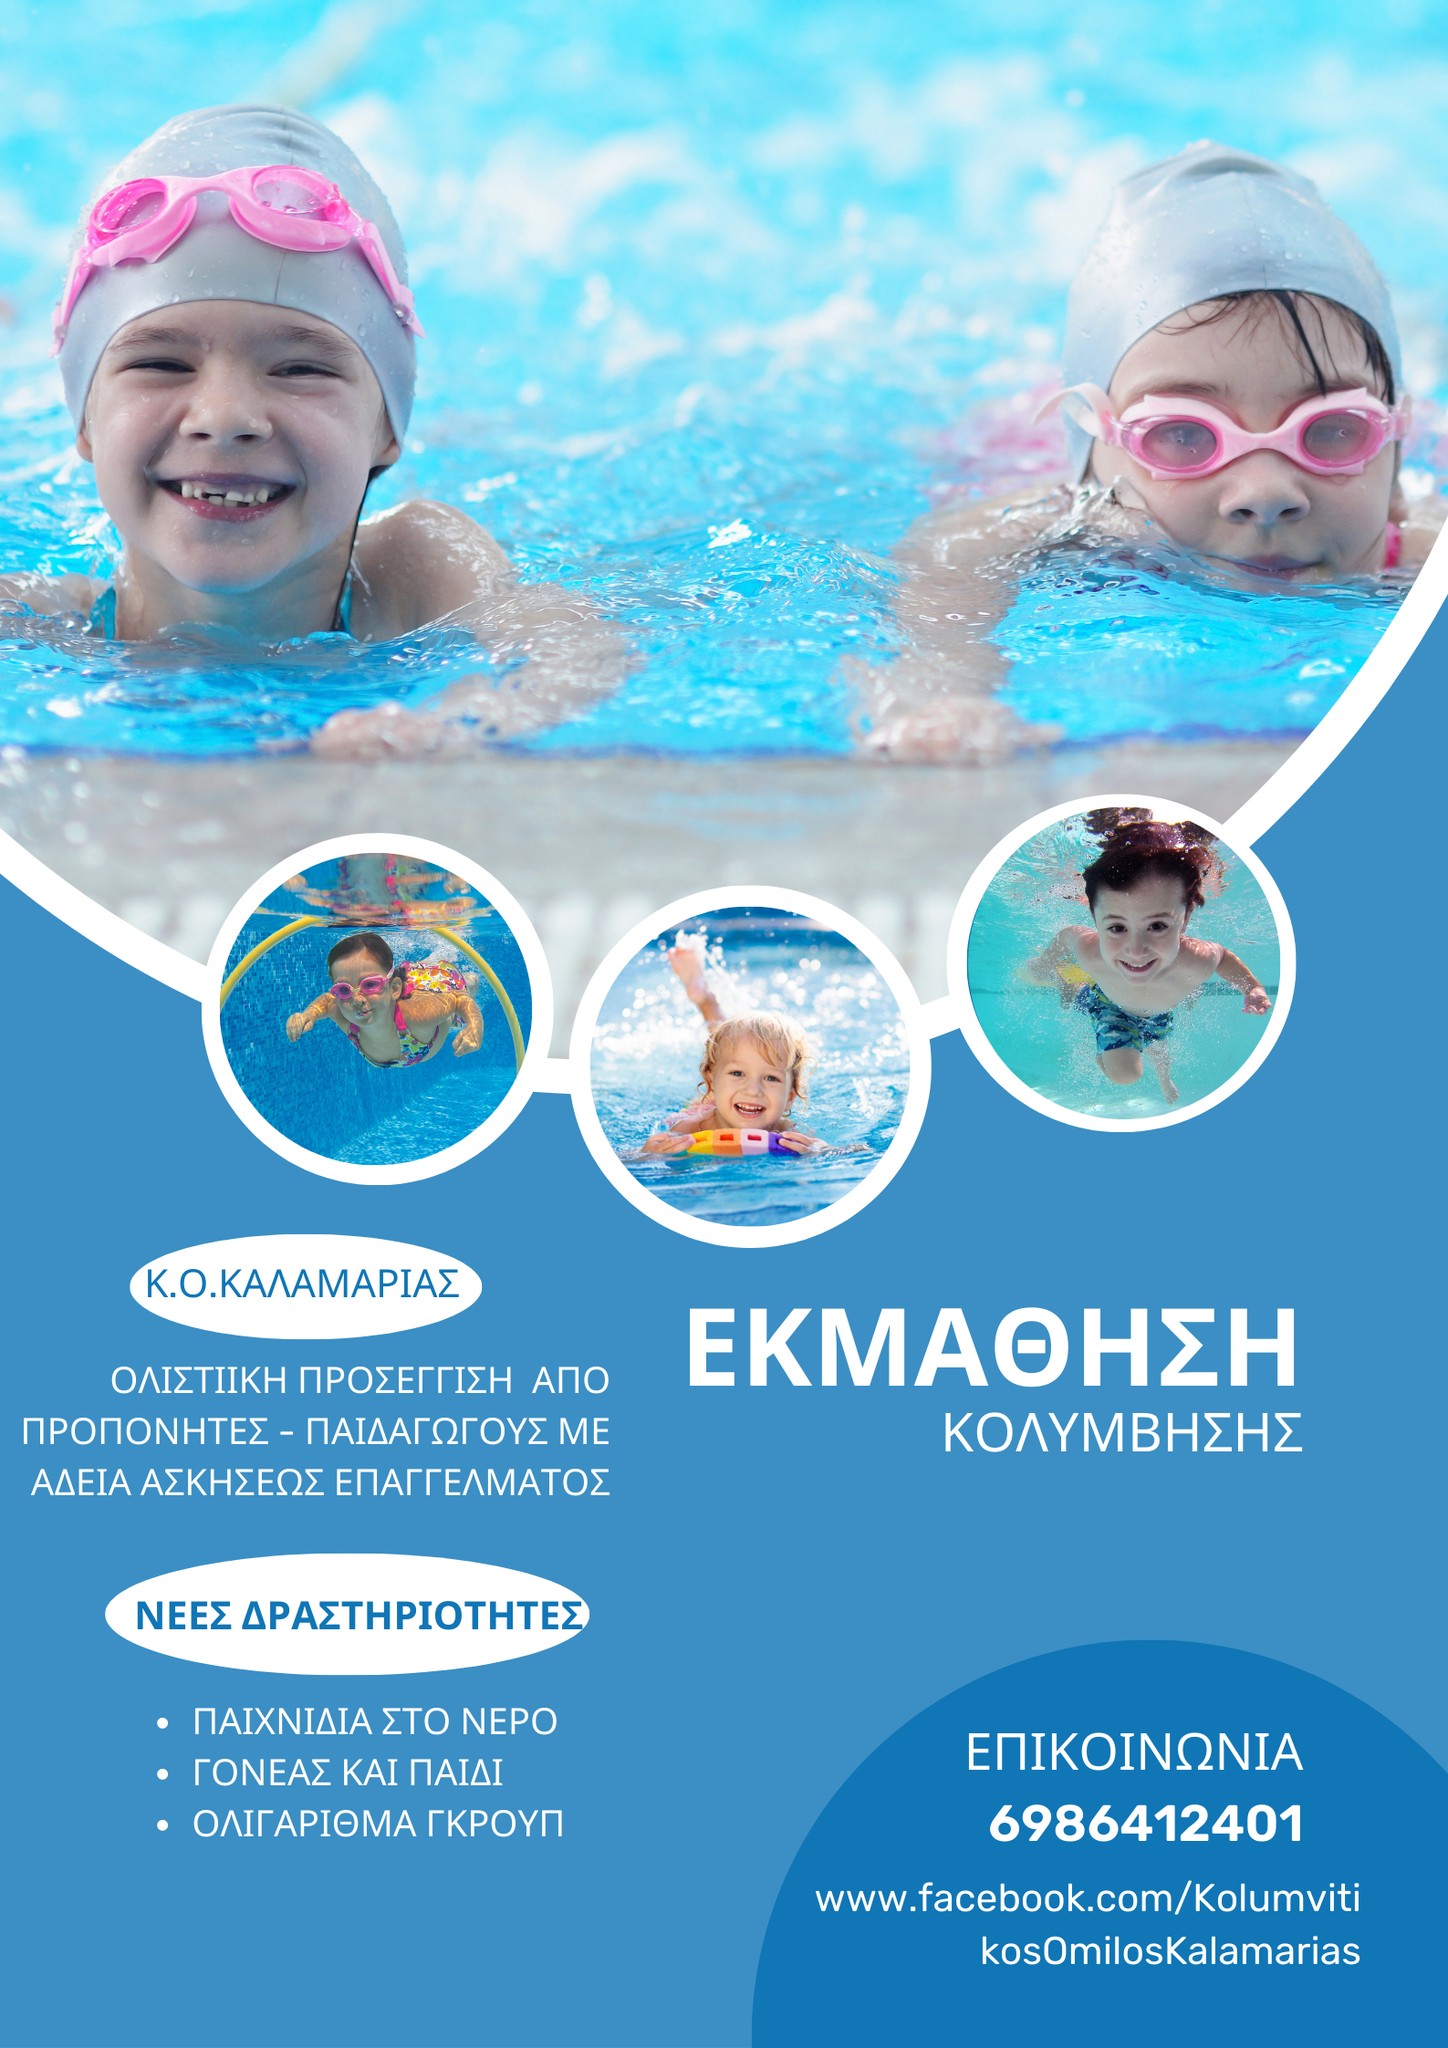 Κ.Ο.ΚΑΛΑΜΑΡΙΑΣ
ΟΛΙΣΤΙΙΚΗ ΠΡΟΣΕΓΓΙΣΗ ΑΠΟ
ΠΡΟΠΟΝΗΤΕΣ - ΠΑΙΔΑΓΩΓΟΥΣ ΜΕ
ΑΔΕΙΑ ΑΣΚΗΣΕΩΣ ΕΠΑΓΓΕΛΜΑΤΟΣ
ΝΕΕΣ ΔΡΑΣΤΗΡΙΟΤΗΤΕΣ
• ΠΑΙΧΝΙΔΙΑ ΣΤΟ ΝΕΡΟ
• ΓΟΝΕΑΣ ΚΑΙ ΠΑΙΔΙ
• ΟΛΙΓΑΡΙΘΜΑ ΓΚΡΟΥΠ
ΕΚΜΑΘΗΣΗ
ΚΟΛΥΜΒΗΣΗΣ
ΕΠΙΚΟΙΝΩΝΙΑ
6986412401
www.facebook.com/Kolumviti
kosOmilosKalamarias